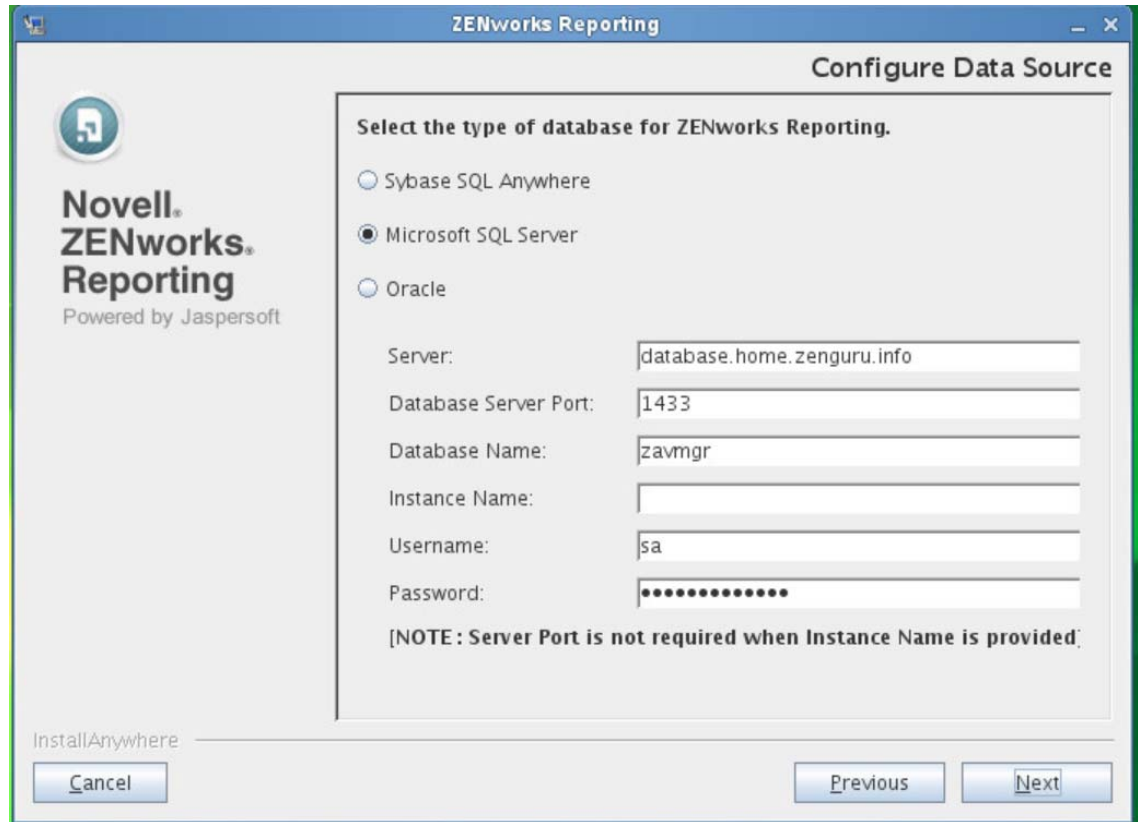 ZENworks Reporting
Configure Data Source
Novell®
ZENworks®
Reporting
Powered by Jaspersoft
Select the type of database for ZENworks Reporting.
Sybase SQL Anywhere
Microsoft SQL Server
Oracle
Server: database.home.zenguru.info
Database Server Port: 1433
Database Name: zavmgr
Instance Name:
Username: sa
Password: •••••••••••••
[NOTE : Server Port is not required when Instance Name is provided]
InstallAnywhere
Cancel Previous Next